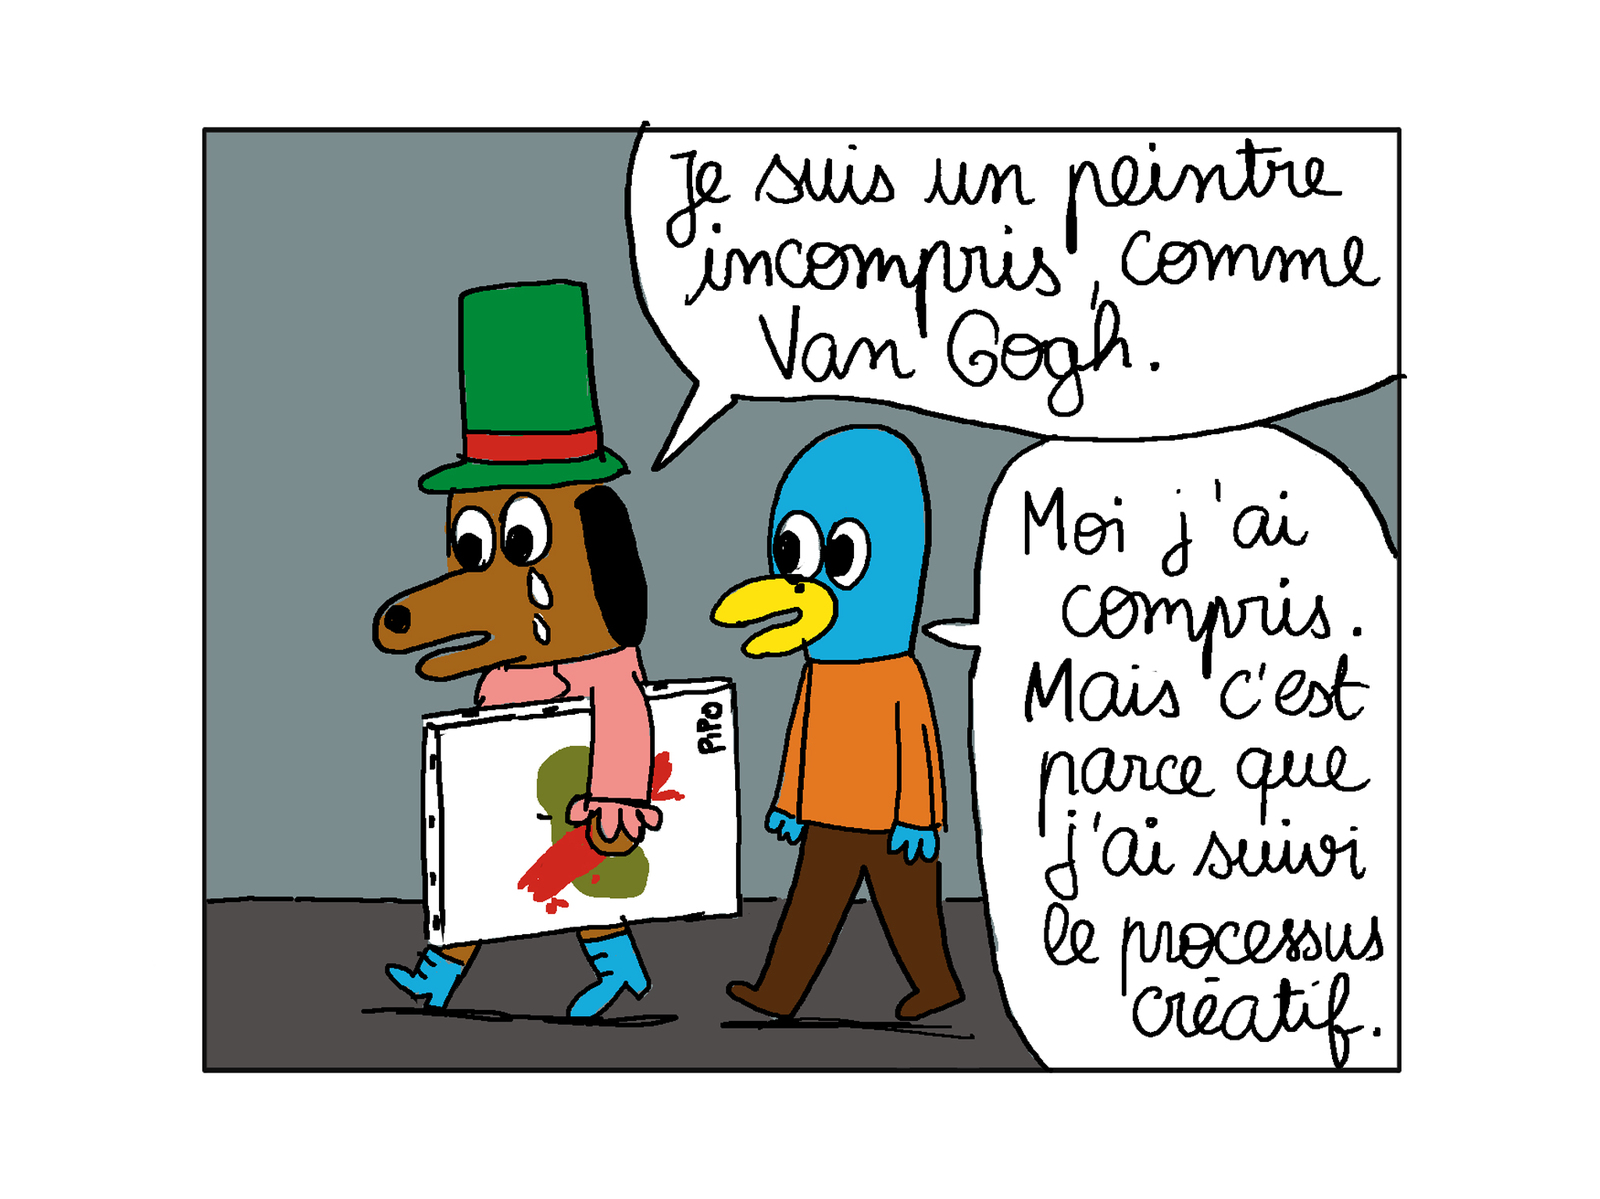 Je suis un peintre
incompris, comme
Van Gogh.
Moi j'ai
compris.
Mais c'est
parce que
j'ai suivi
le processus
créatif.
PIPO